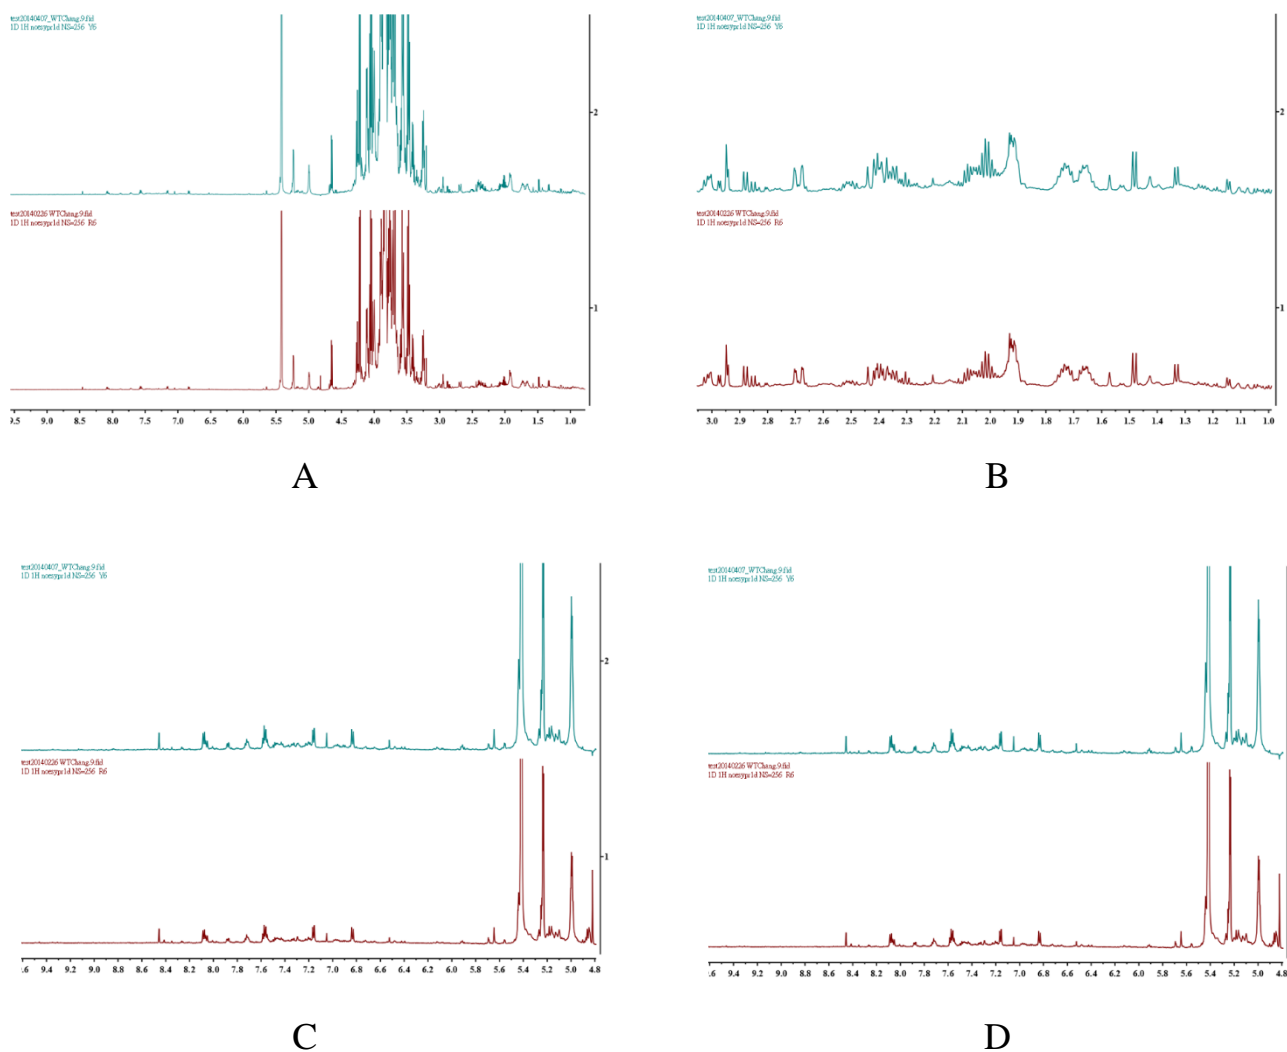 test20140407_WTChang.9.fid
1D 1H noesypr1d NS=256 Y6
2
test20140226 WTChang.9.fid
1D 1H noesypr1d NS=256 R6
1
9.5 9.0 8.5 8.0 7.5 7.0 6.5 6.0 5.5 5.0 4.5 4.0 3.5 3.0 2.5 2.0 1.5 1.0
A
test20140407_WTChang.9.fid
1D 1H noesypr1d NS=256 Y6
2
test20140226 WTChang.9.fid
1D 1H noesypr1d NS=256 R6
1
3.0 2.9 2.8 2.7 2.6 2.5 2.4 2.3 2.2 2.1 2.0 1.9 1.8 1.7 1.6 1.5 1.4 1.3 1.2 1.1 1.0
B
test20140407_WTChang.9.fid
1D 1H noesypr1d NS=256 Y6
2
test20140226 WTChang.9.fid
1D 1H noesypr1d NS=256 R6
1
.6 9.4 9.2 9.0 8.8 8.6 8.4 8.2 8.0 7.8 7.6 7.4 7.2 7.0 6.8 6.6 6.4 6.2 6.0 5.8 5.6 5.4 5.2 5.0 4.8
C
test20140407_WTChang.9.fid
1D 1H noesypr1d NS=256 Y6
test20140226 WTChang.9.fid
1D 1H noesypr1d NS=256 R6
.6 9.4 9.2 9.0 8.8 8.6 8.4 8.2 8.0 7.8 7.6 7.4 7.2 7.0 6.8 6.6 6.4 6.2 6.0 5.8 5.6 5.4 5.2 5.0 4.8
D